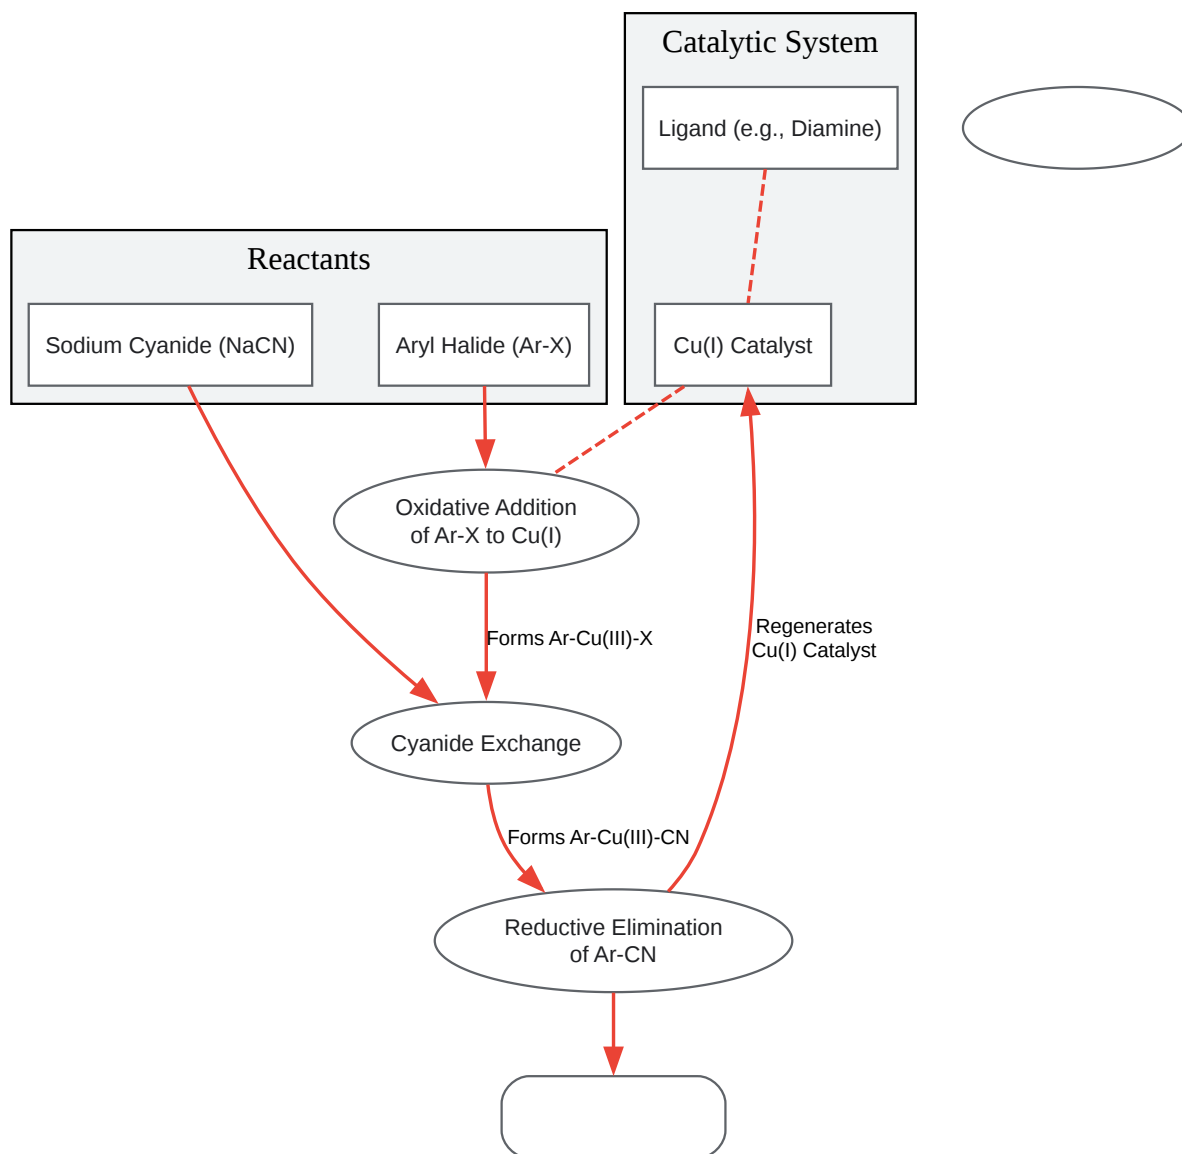 Catalytic System
Ligand (e.g., Diamine)
Reactants
Sodium Cyanide (NaCN)
Aryl Halide (Ar-X)
Cu(I) Catalyst
Oxidative Addition
of Ar-X to Cu(I)
Forms Ar-Cu(III)-X
Regenerates
Cu(I) Catalyst
Cyanide Exchange
Forms Ar-Cu(III)-CN
Reductive Elimination
of Ar-CN